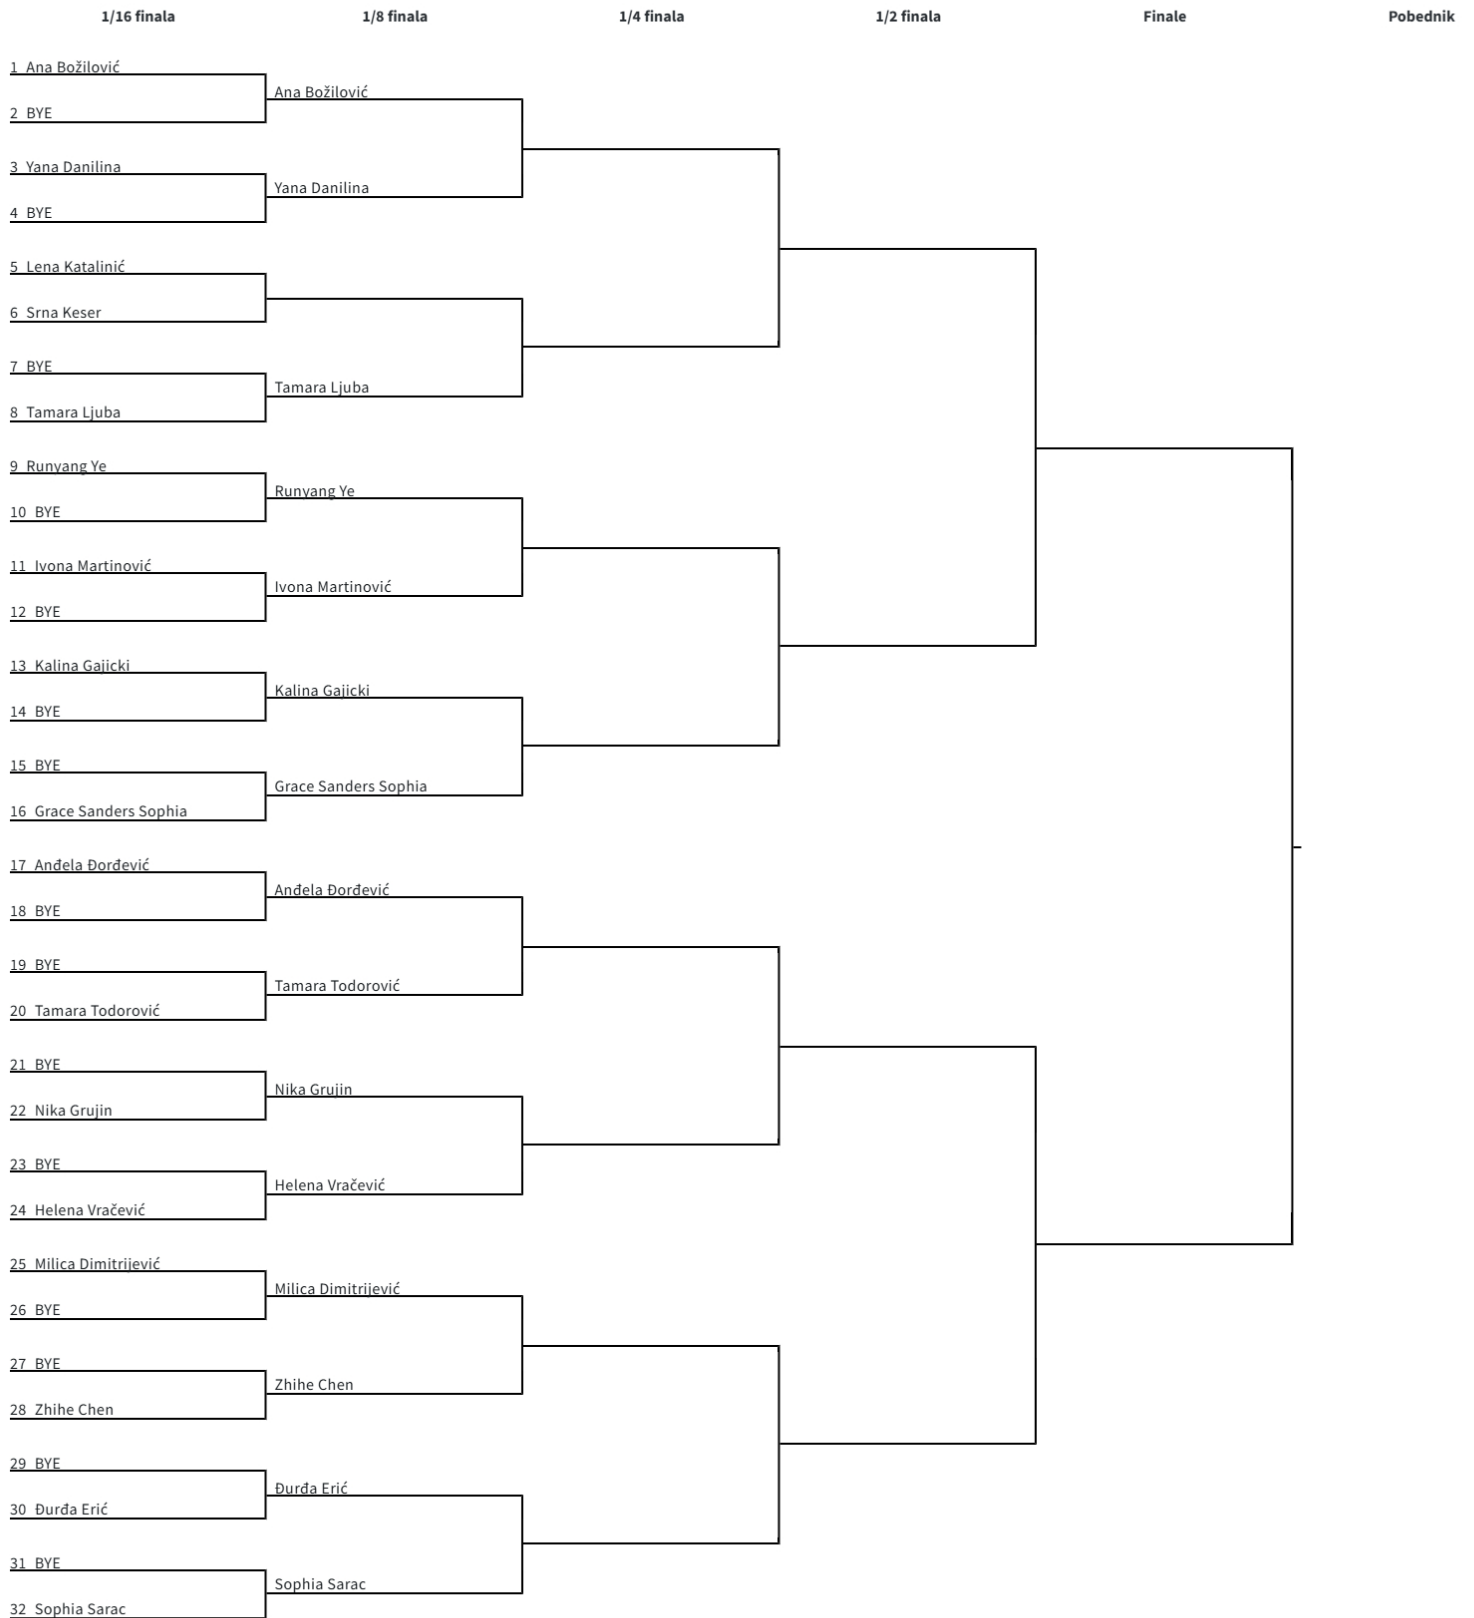 1/16 finala 1/8 finala 1/4 finala 1/2 finala Finale Pobednik
1 Ana Božilović
Ana Božilović
2 BYE
3 Yana Danilina
Yana Danilina
4 BYE
5 Lena Katalinić
6 Srna Keser
7 BYE
Tamara Ljuba
8 Tamara Ljuba
9 Runyang Ye
Runyang Ye
10 BYE
11 Ivona Martinović
Ivona Martinović
12 BYE
13 Kalina Gajicki
Kalina Gajicki
14 BYE
15 BYE
Grace Sanders Sophia
16 Grace Sanders Sophia
17 Anđela Đorđević
Anđela Đorđević
18 BYE
19 BYE
Tamara Todorović
20 Tamara Todorović
21 BYE
Nika Grujin
22 Nika Grujin
23 BYE
Helena Vračević
24 Helena Vračević
25 Milica Dimitrijević
Milica Dimitrijević
26 BYE
27 BYE
Zhihe Chen
28 Zhihe Chen
29 BYE
Đurđa Erić
30 Đurđa Erić
31 BYE
Sophia Sarac
32 Sophia Sarac